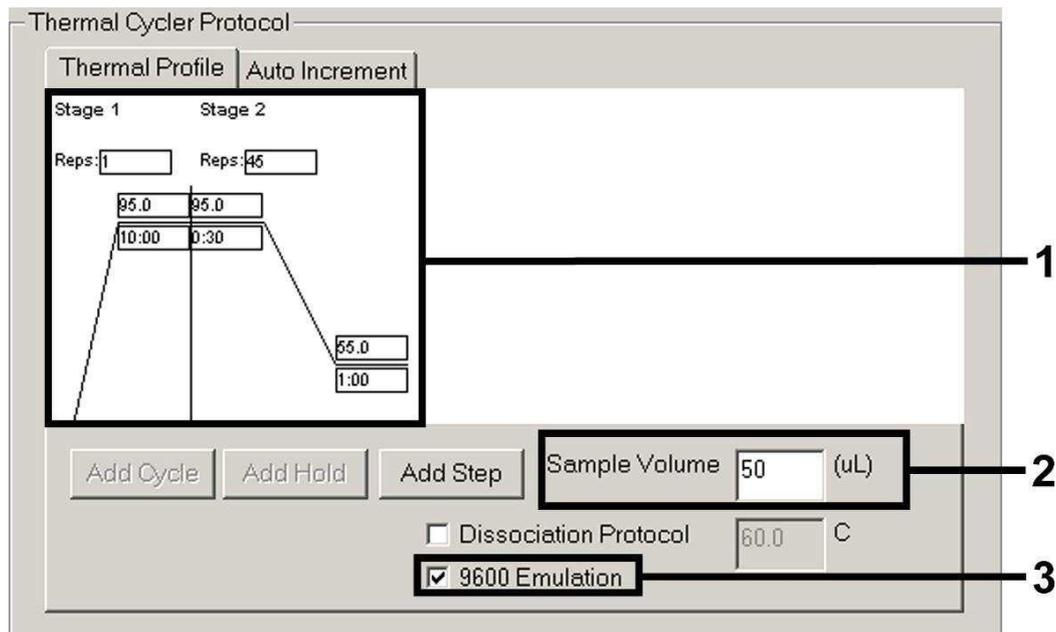 Thermal Cycler Protocol
Thermal Profile Auto Increment
Stage 1 Stage 2
Reps: 1 Reps: 45
95.0 95.0
10:00 0:30
55.0
1:00
1
Add Cycle Add Hold Add Step Sample Volume 50 (uL)
2
Dissociation Protocol 60.0 C
9600 Emulation
3